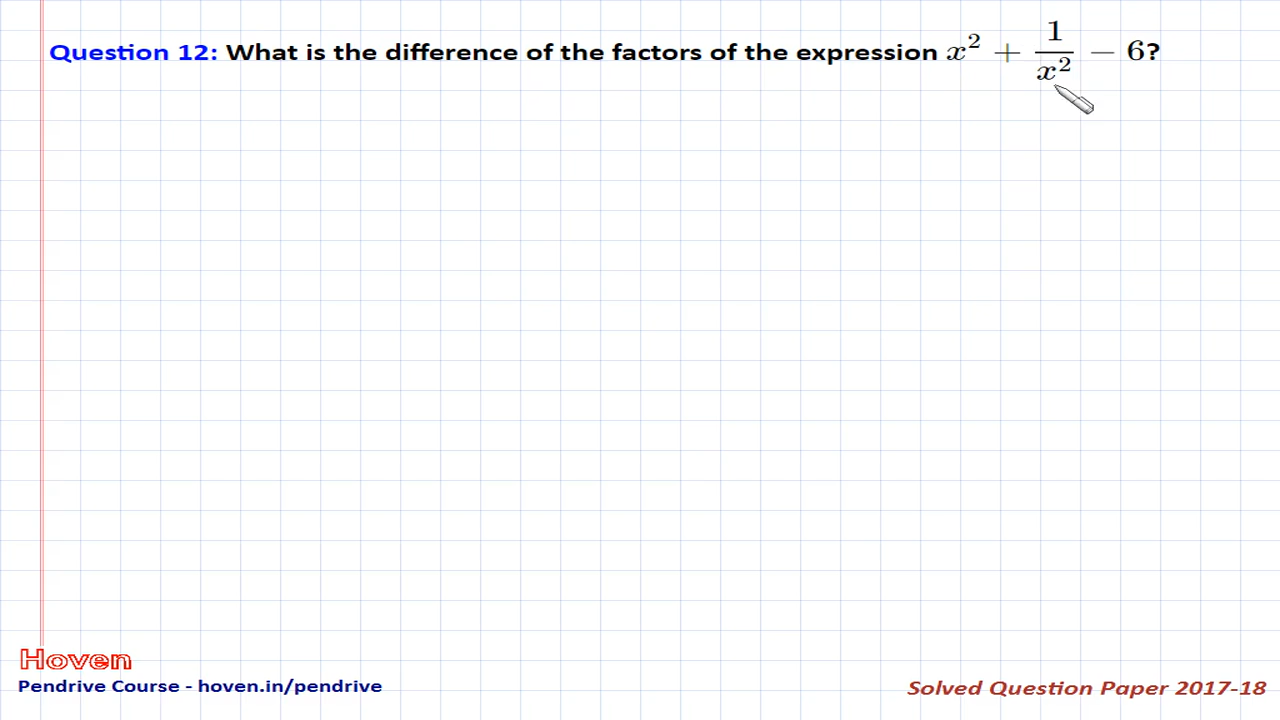 Question 12: What is the difference of the factors of the expression x² + 1/x² − 6?
Hoven
Pendrive Course - hoven.in/pendrive
Solved Question Paper 2017-18